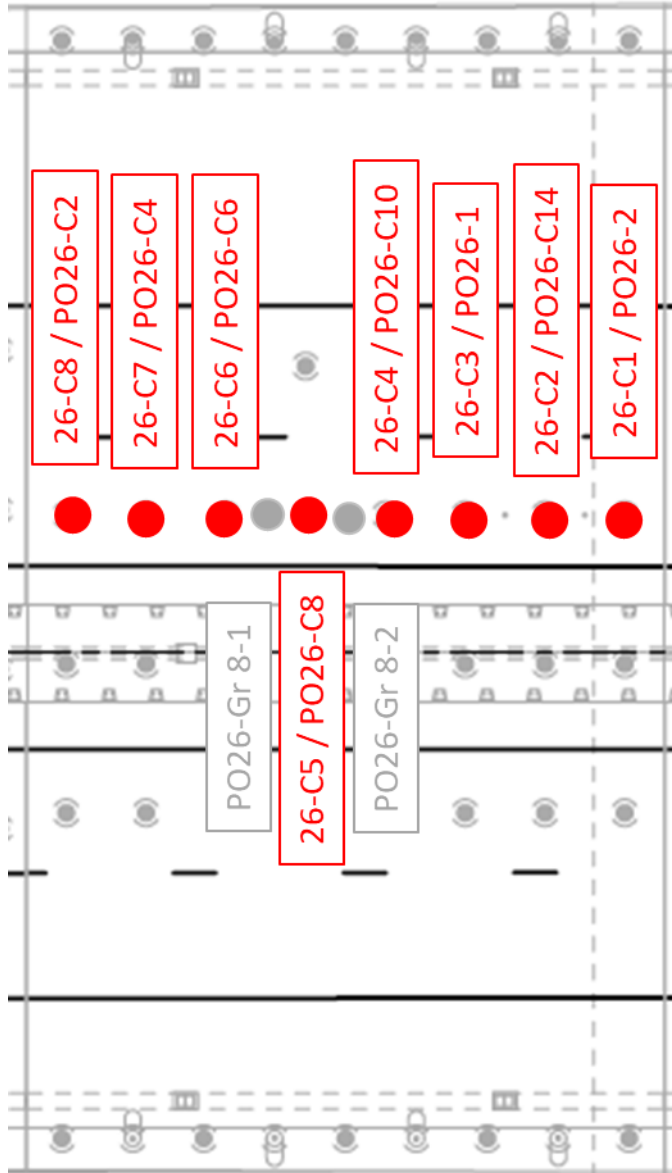 26-C8 / PO26-C2
26-C7 / PO26-C4
26-C6 / PO26-C6
26-C4 / PO26-C10
26-C3 / PO26-1
26-C2 / PO26-C14
26-C1 / PO26-2
PO26-Gr 8-1
26-C5 / PO26-C8
PO26-Gr 8-2